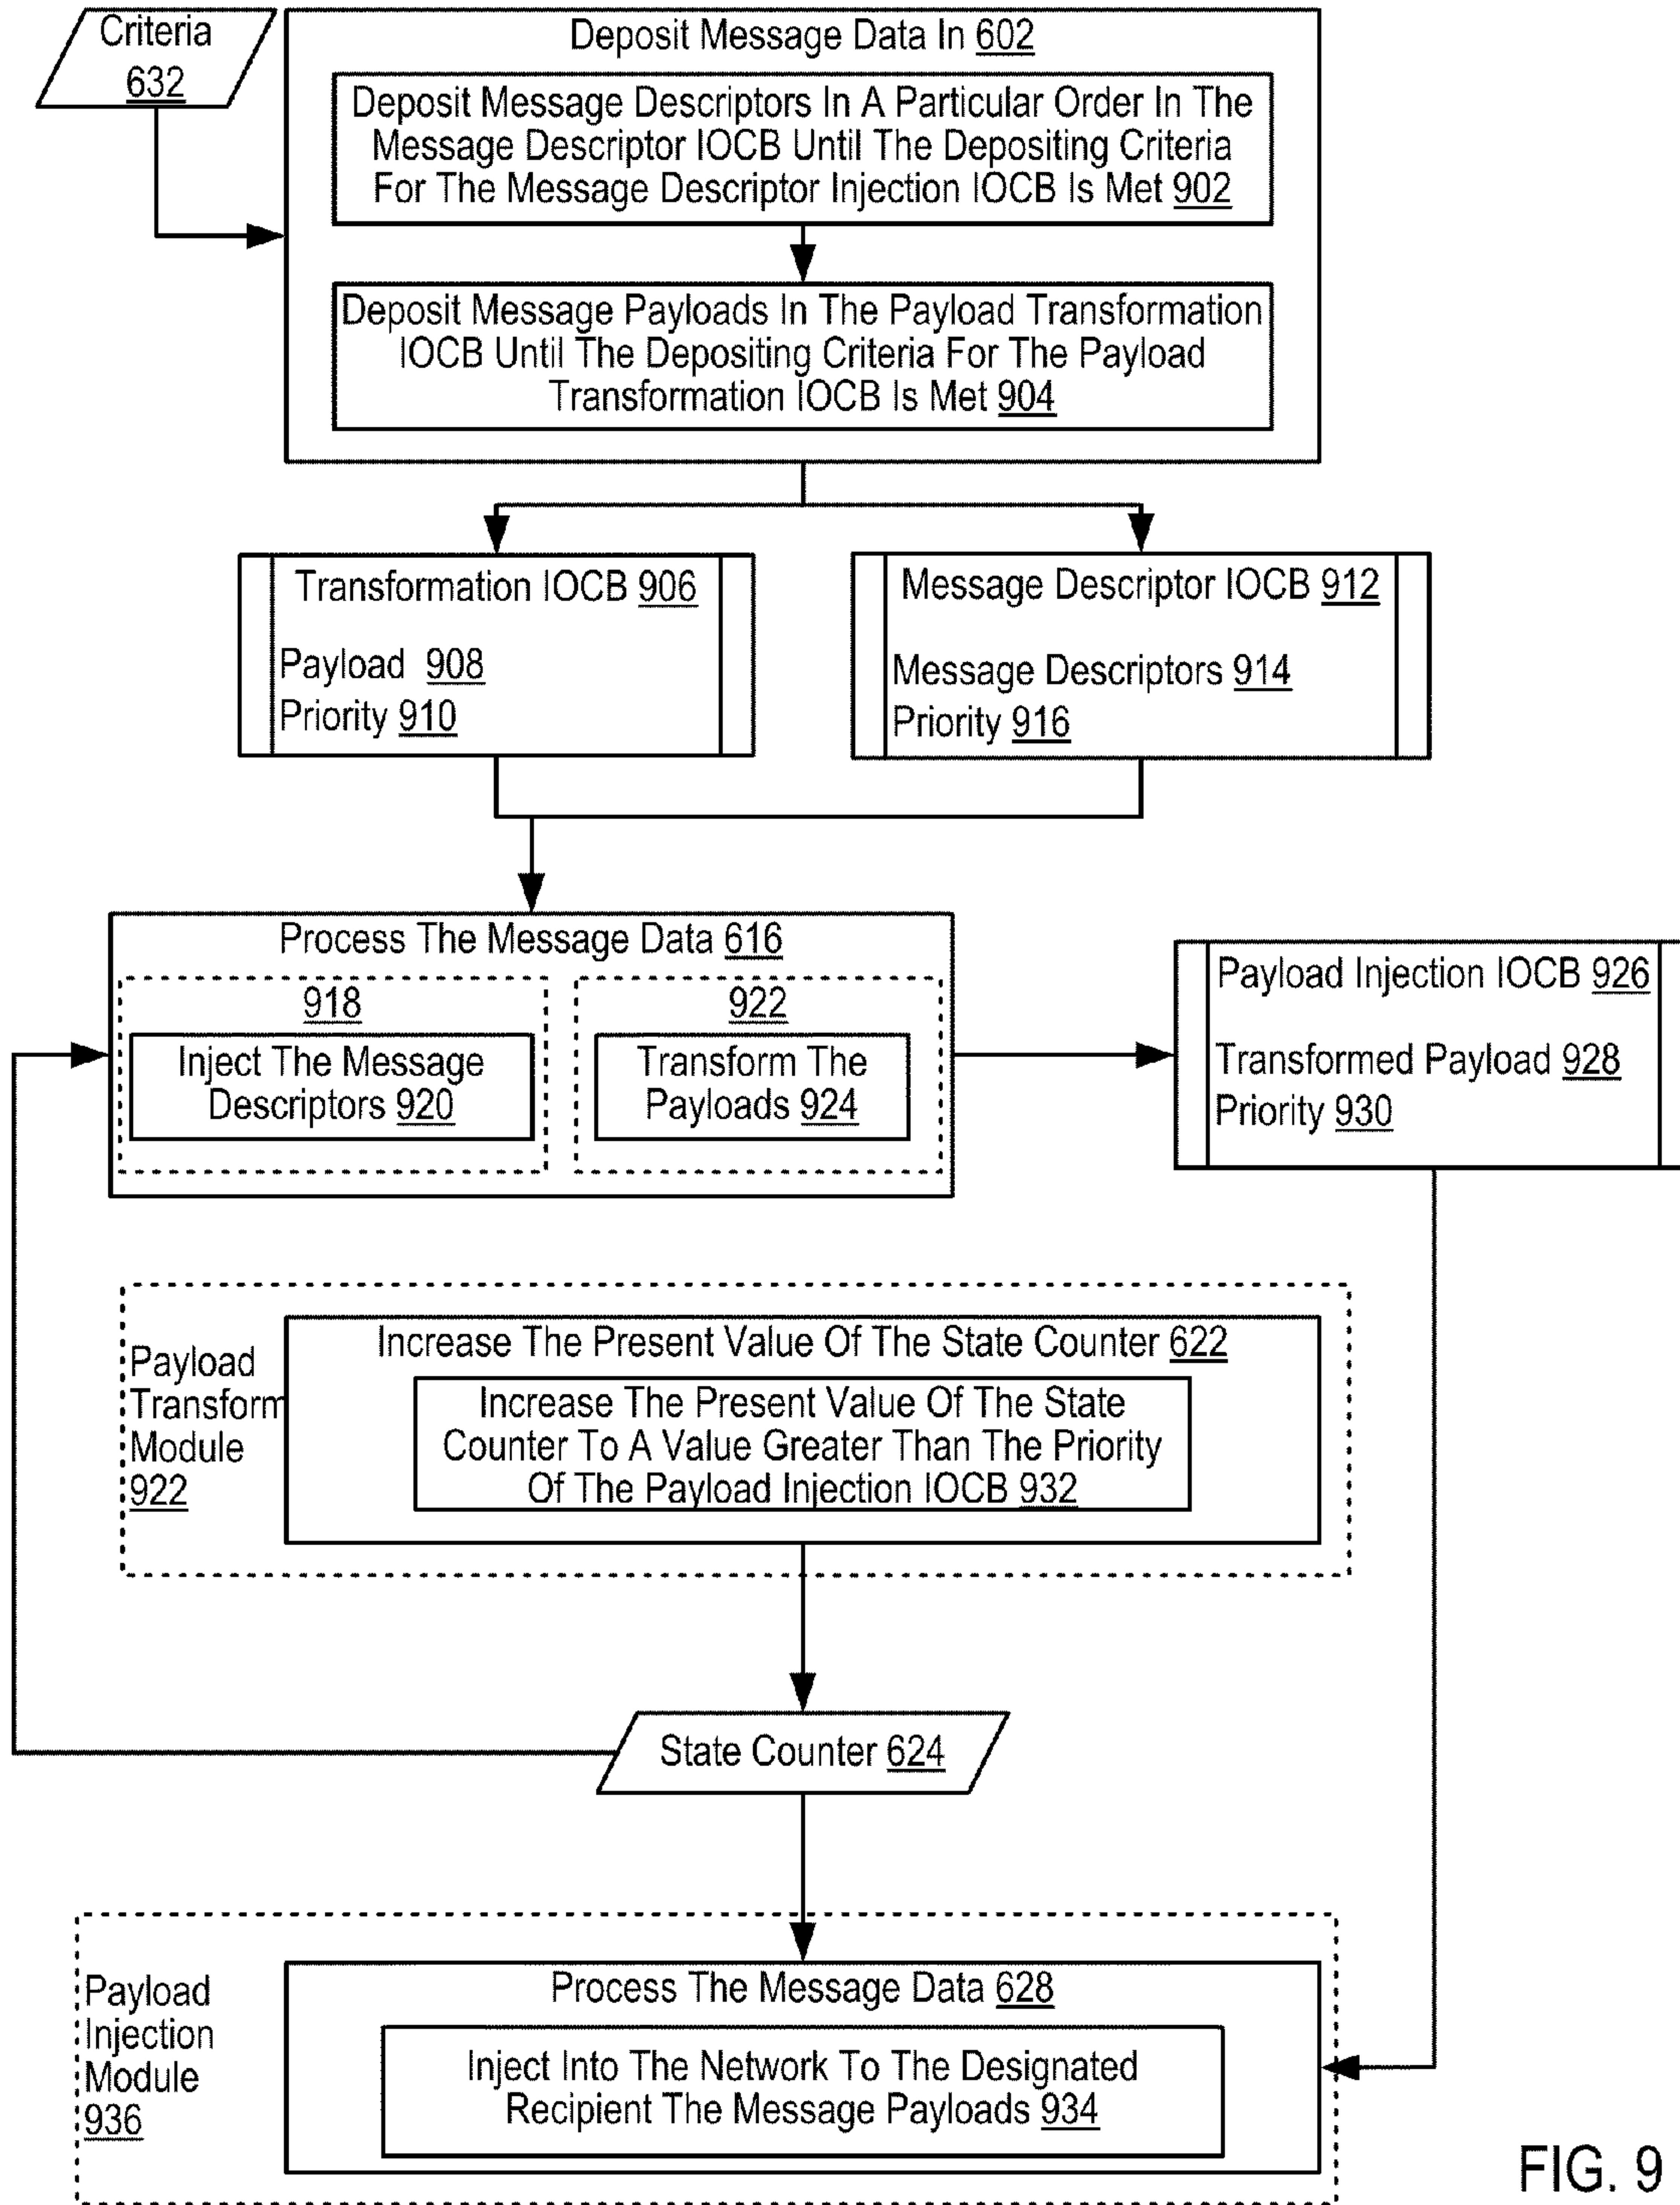 Criteria
632
Deposit Message Data In 602
Deposit Message Descriptors In A Particular Order In The
Message Descriptor IOCB Until The Depositing Criteria
For The Message Descriptor Injection IOCB Is Met 902
Deposit Message Payloads In The Payload Transformation
IOCB Until The Depositing Criteria For The Payload
Transformation IOCB Is Met 904
Transformation IOCB 906
Payload 908
Priority 910
Message Descriptor IOCB 912
Message Descriptors 914
Priority 916
Process The Message Data 616
918
Inject The Message
Descriptors 920
922
Transform The
Payloads 924
Payload Injection IOCB 926
Transformed Payload 928
Priority 930
Payload
Transform
Module
922
Increase The Present Value Of The State Counter 622
Increase The Present Value Of The State
Counter To A Value Greater Than The Priority
Of The Payload Injection IOCB 932
State Counter 624
Payload
Injection
Module
936
Process The Message Data 628
Inject Into The Network To The Designated
Recipient The Message Payloads 934
FIG. 9